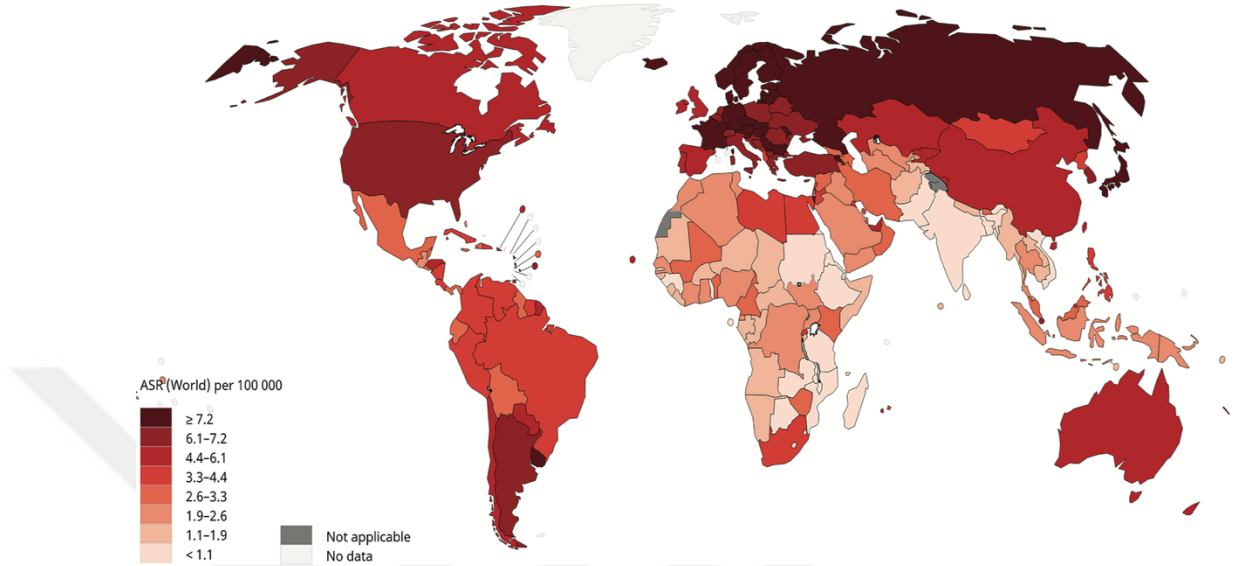 ASR (World) per 100 000
≥ 7.2
6.1–7.2
4.4–6.1
3.3–4.4
2.6–3.3
1.9–2.6
1.1–1.9
< 1.1
Not applicable
No data